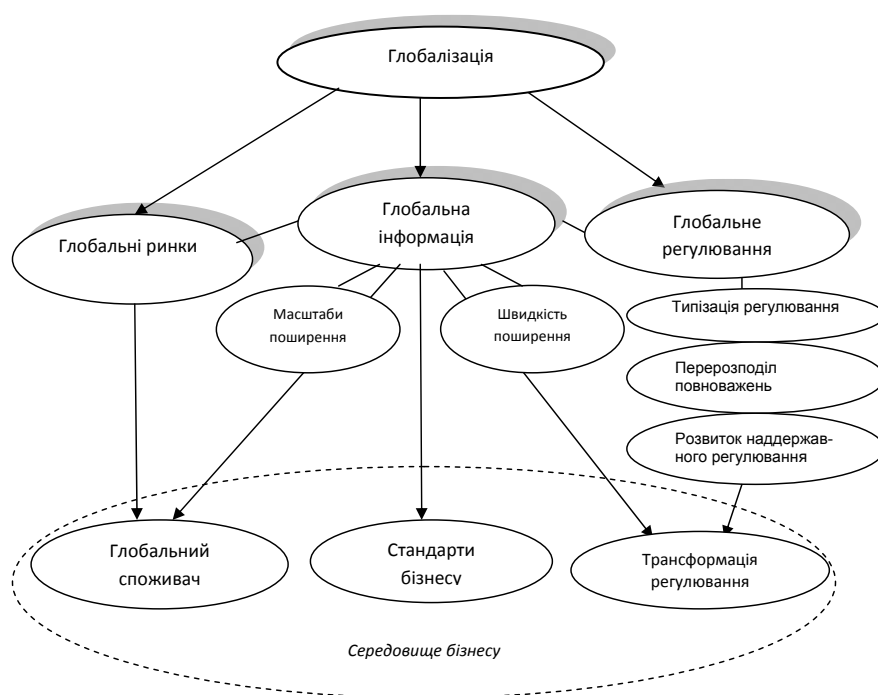 Глобалізація
Глобальні ринки
Глобальна
інформація
Глобальне
регулювання
Масштаби
поширення
Швидкість
поширення
Типізація регулювання
Перерозподіл
повноважень
Розвиток наддержав-
ного регулювання
Глобальний
споживач
Стандарти
бізнесу
Трансформація
регулювання
Середовище бізнесу